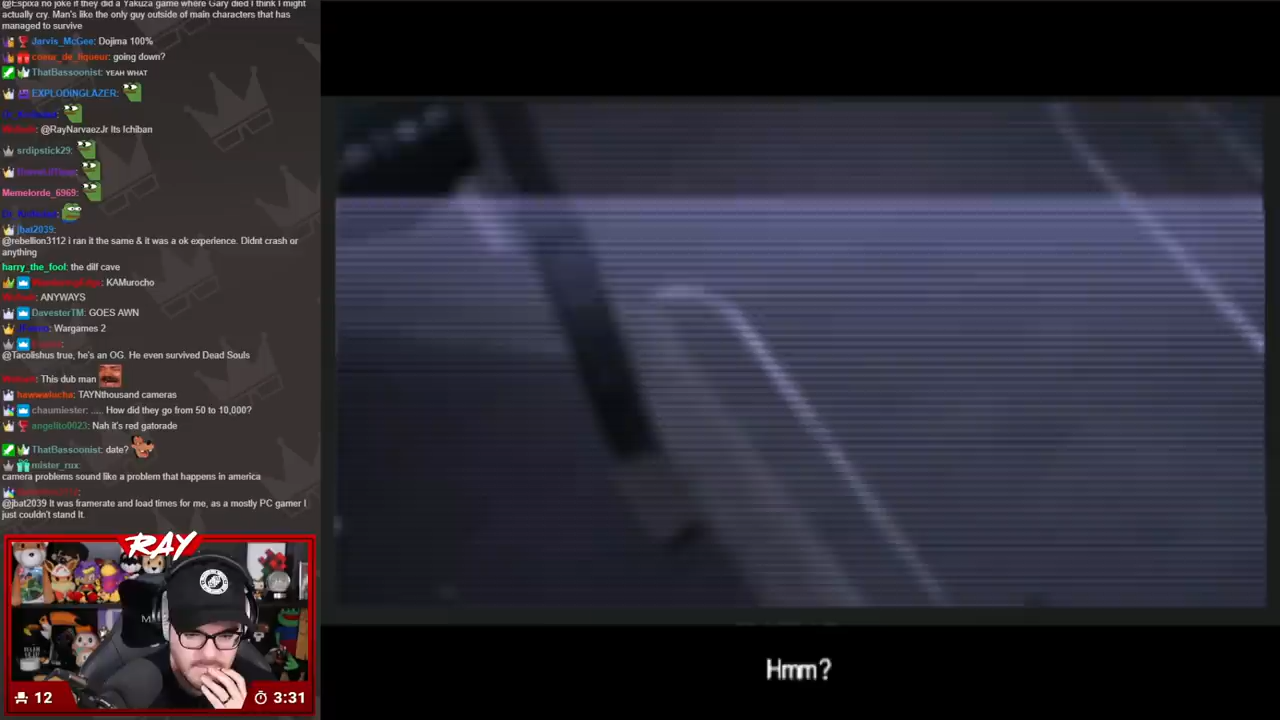 @Espixa no joke if they did a Yakuza game where Gary died I think I might
actually cry. Man's like the only guy outside of main characters that has
managed to survive
Jarvis_McGee: Dojima 100%
coeur_de_liqueur: going down?
ThatBassoonist: YEAH WHAT
EXPLODINGLAZER:
@RayNarvaezJr Its Ichiban
srdipstick29:
Memelorde_6969:
jbat2039:
@rebellion3112 i ran it the same & it was a ok experience. Didnt crash or
anything
harry_the_fool: the dilf cave
KAMurocho
ANYWAYS
DavesterTM: GOES AWN
Wargames 2
@Tacolishus true, he's an OG. He even survived Dead Souls
This dub man
hawwwlucha: TAYNthousand cameras
chaumiester: ..... How did they go from 50 to 10,000?
angelito0023: Nah it's red gatorade
ThatBassoonist: date?
mister_rux:
camera problems sound like a problem that happens in america
@jbat2039 It was framerate and load times for me, as a mostly PC gamer I
just couldn't stand It.
RAY
12
3:31
Hmm?